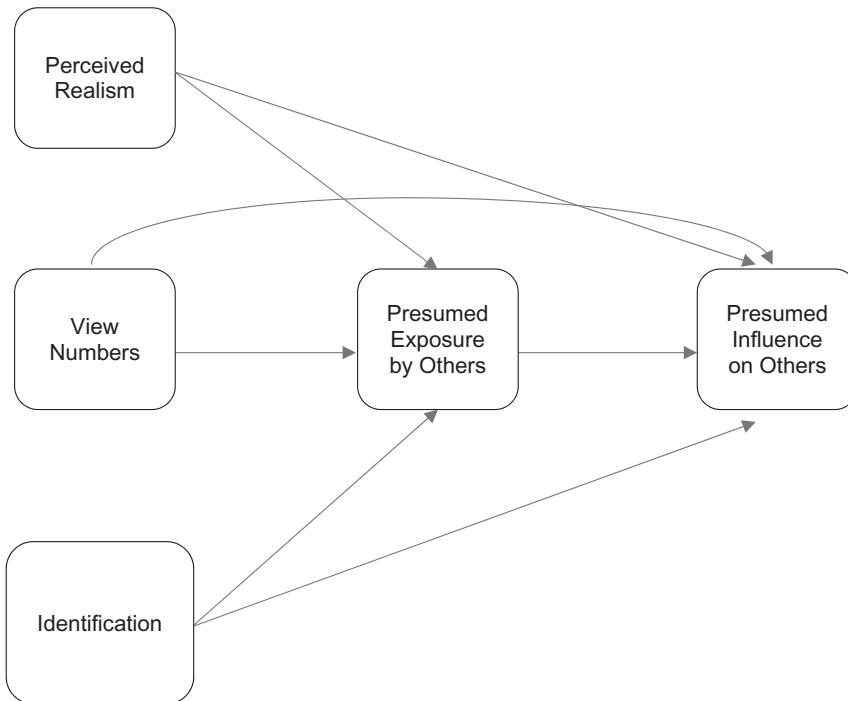 Perceived
Realism
View
Numbers
Presumed
Exposure
by Others
Presumed
Influence
on Others
Identification